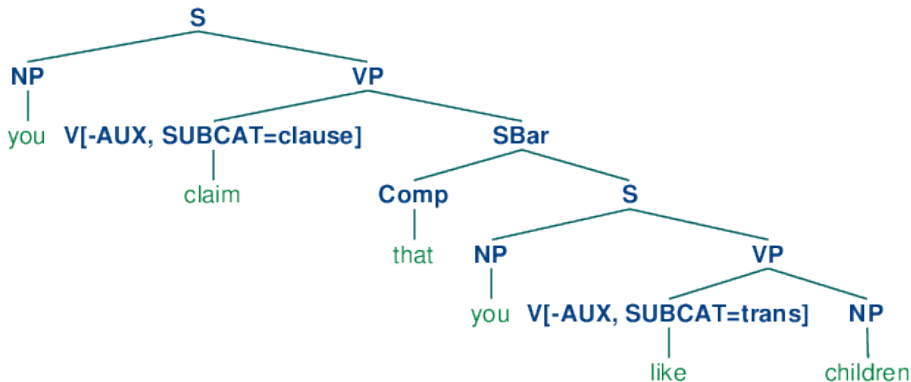 S
NP VP
you V[-AUX, SUBCAT=clause] SBar
claim Comp S
that NP VP
you V[-AUX, SUBCAT=trans] NP
like children